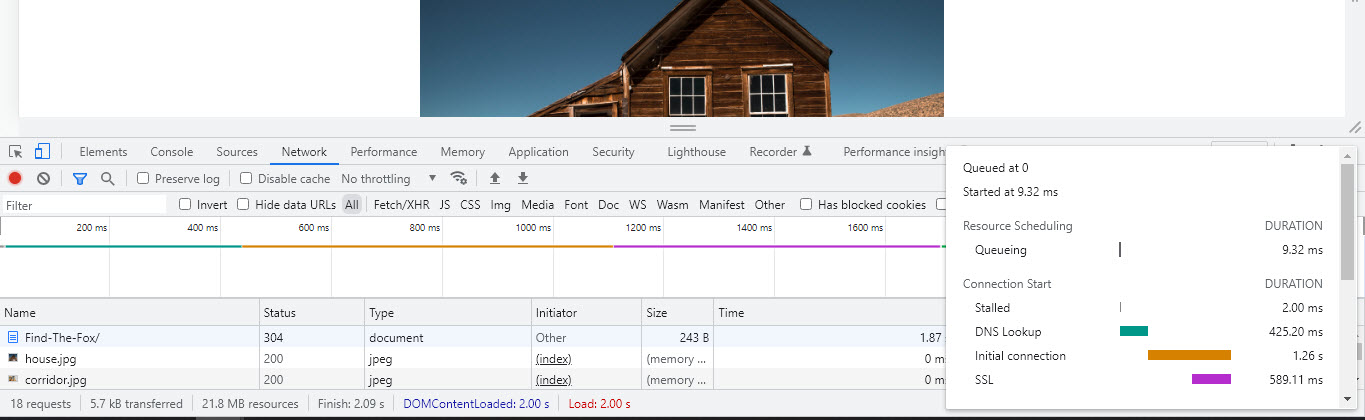 Elements Console Sources Network Performance Memory Application Security Lighthouse Recorder Performance insigh
Preserve log Disable cache No throttling
Filter Invert Hide data URLs All Fetch/XHR JS CSS Img Media Font Doc WS Wasm Manifest Other Has blocked cookies
200 ms 400 ms 600 ms 800 ms 1000 ms 1200 ms 1400 ms 1600 ms
Name Status Type Initiator Size Time
Find-The-Fox/ 304 document Other 243 B 1.87
house.jpg 200 jpeg (index) (memory ... 0 ms
corridor.jpg 200 jpeg (index) (memory ... 0 ms
18 requests 5.7 kB transferred 21.8 MB resources Finish: 2.09 s DOMContentLoaded: 2.00 s Load: 2.00 s
Queued at 0
Started at 9.32 ms
Resource Scheduling DURATION
Queueing 9.32 ms
Connection Start DURATION
Stalled 2.00 ms
DNS Lookup 425.20 ms
Initial connection 1.26 s
SSL 589.11 ms